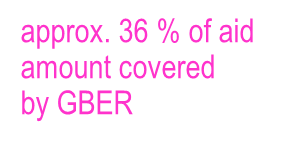 approx. 36 % of aid
amount covered
by GBER